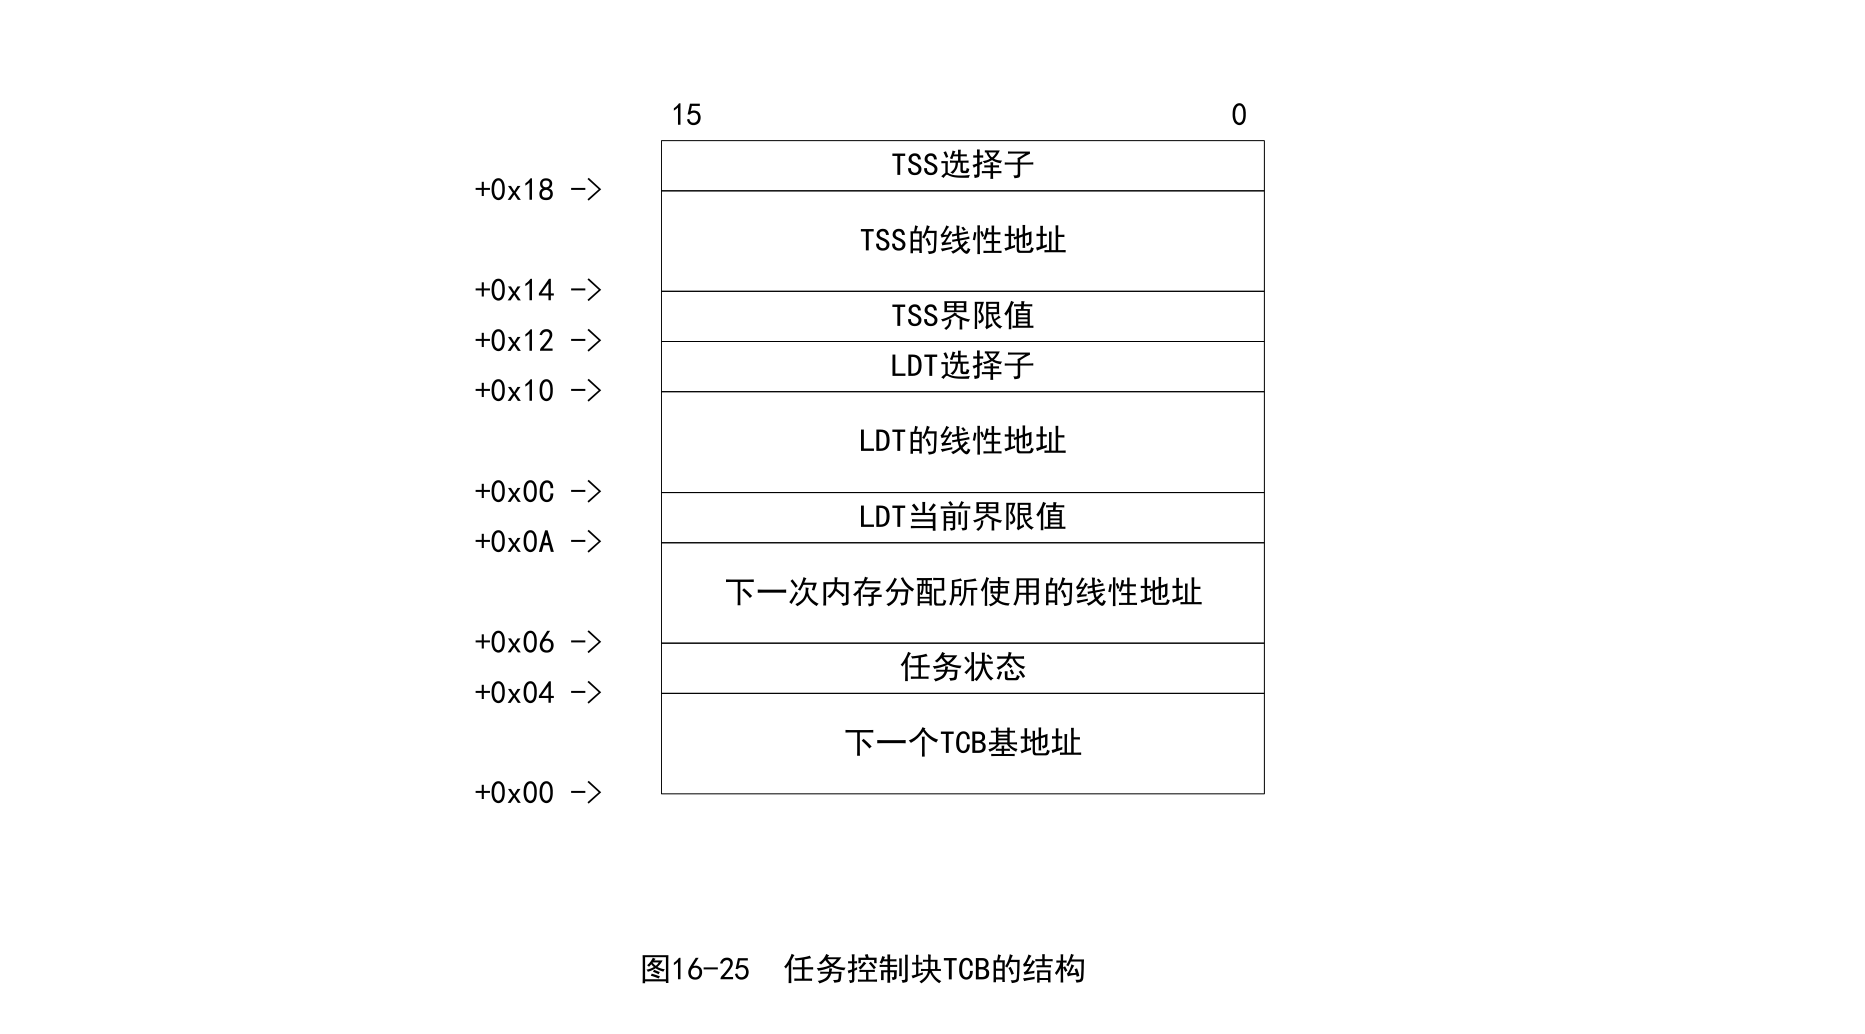 15 0
TSS选择子
+0x18 ->
TSS的线性地址
+0x14 ->
TSS界限值
+0x12 ->
LDT选择子
+0x10 ->
LDT的线性地址
+0x0C ->
LDT当前界限值
+0x0A ->
下一次内存分配所使用的线性地址
+0x06 ->
任务状态
+0x04 ->
下一个TCB基地址
+0x00 ->
图16-25 任务控制块TCB的结构